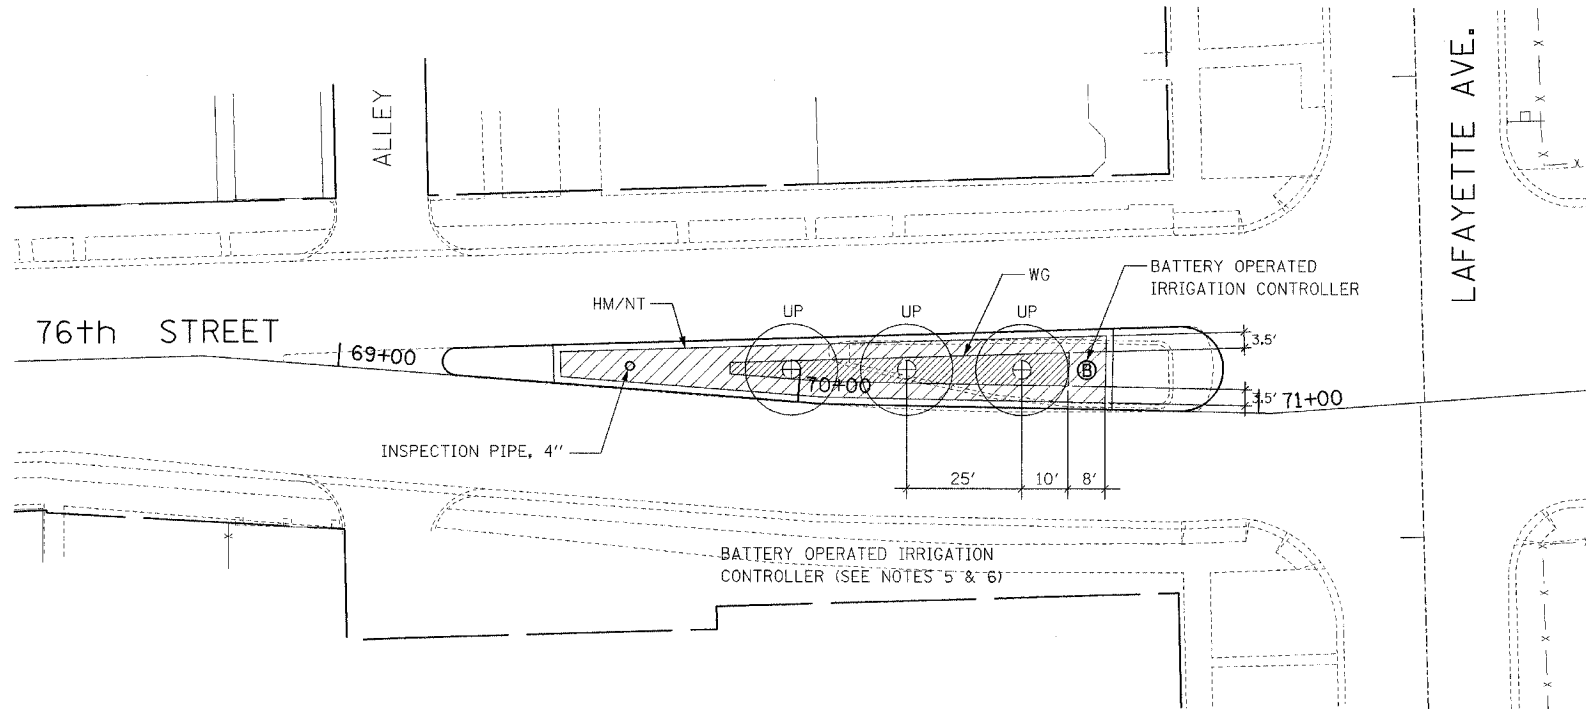 LAFAYETTE AVE.
ALLEY
BATTERY OPERATED
IRRIGATION CONTROLLER
WG
HM/NT
UP
UP
UP
76th STREET
69+00
3.5'
B
70+00
3.5'
71+00
INSPECTION PIPE, 4"
25'
10'
8'
BATTERY OPERATED IRRIGATION
CONTROLLER (SEE NOTES 5 & 6)
X
X
X
X
X
X
X
X
X